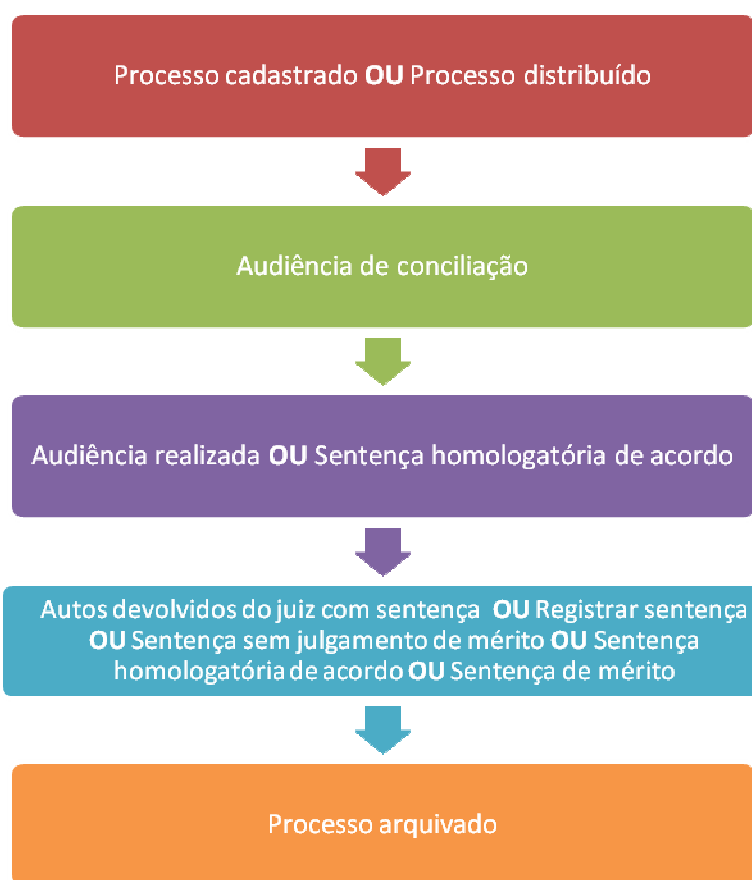 Processo cadastrado OU Processo distribuído
Audiência de conciliação
Audiência realizada OU Sentença homologatória de acordo
Autos devolvidos do juiz com sentença OU Registrar sentença
OU Sentença sem julgamento de mérito OU Sentença
homologatória de acordo OU Sentença de mérito
Processo arquivado